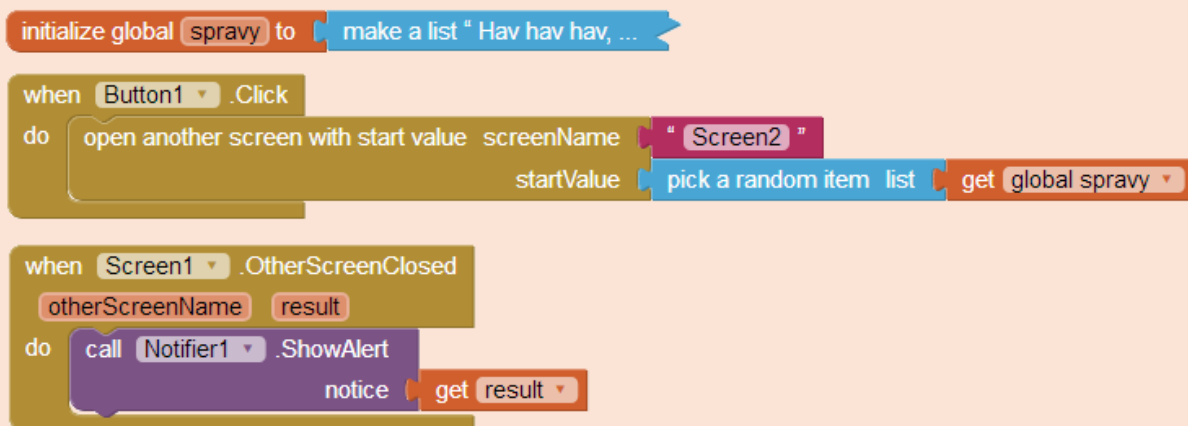 initialize global spravy to make a list “ Hav hav hav, ...
when Button1 .Click
do open another screen with start value screenName “ Screen2 ”
startValue pick a random item list get global spravy
when Screen1 .OtherScreenClosed
otherScreenName result
do call Notifier1 .ShowAlert
notice get result